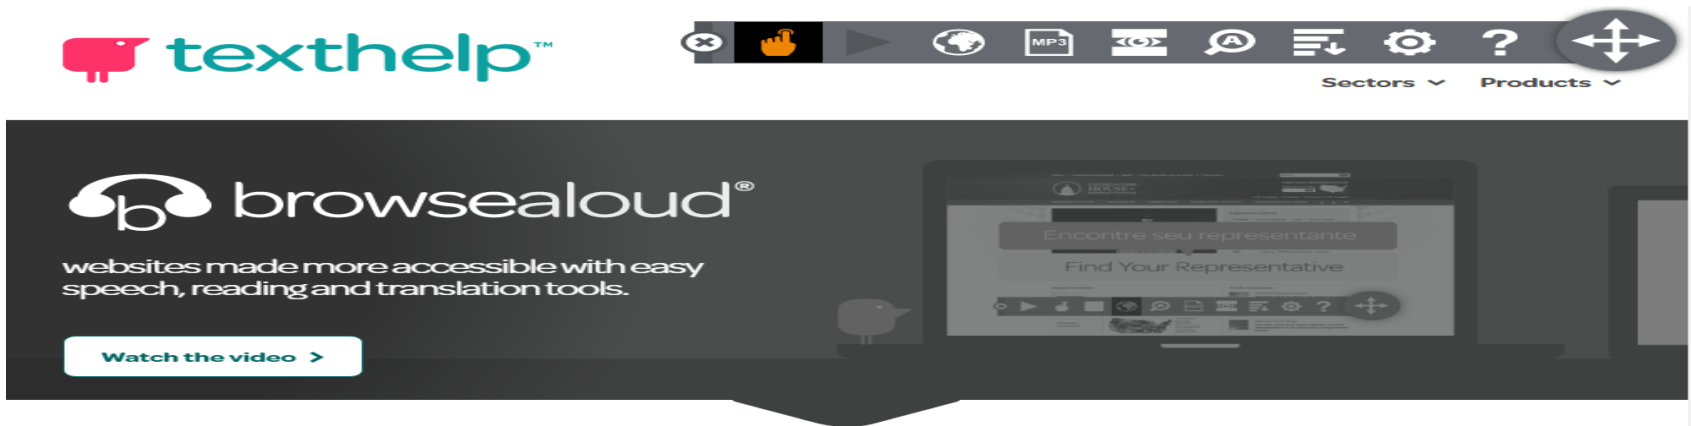 texthelp™
MP3
A
?
Sectors
Products
browsealoud®
websites made more accessible with easy
speech, reading and translation tools.
Watch the video >
HOUSE
Encontre seu representante
Find Your Representative
?